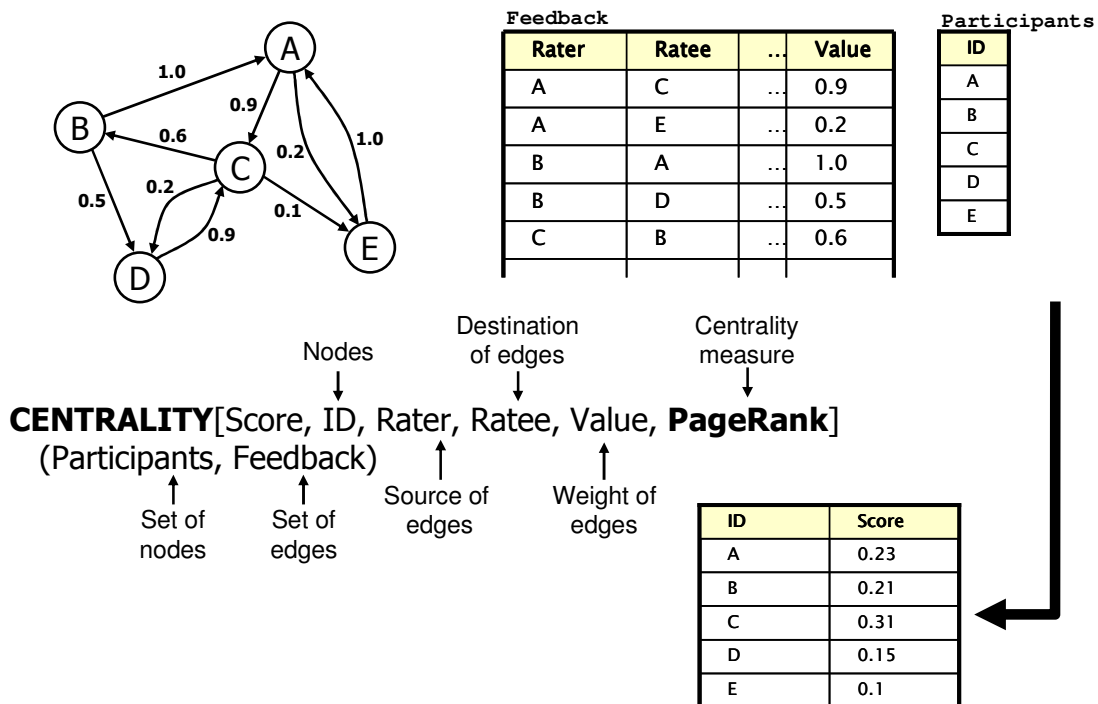 A
B
C
D
E
1.0
0.9
0.6
0.2
1.0
0.5
0.2
0.1
0.9
Feedback
Rater Ratee ... Value
A C ... 0.9
A E ... 0.2
B A ... 1.0
B D ... 0.5
C B ... 0.6
Participants
ID
A
B
C
D
E
Nodes
Destination
of edges
Centrality
measure
CENTRALITY[Score, ID, Rater, Ratee, Value, PageRank]
(Participants, Feedback)
Set of
nodes
Set of
edges
Source of
edges
Weight of
edges
ID Score
A 0.23
B 0.21
C 0.31
D 0.15
E 0.1